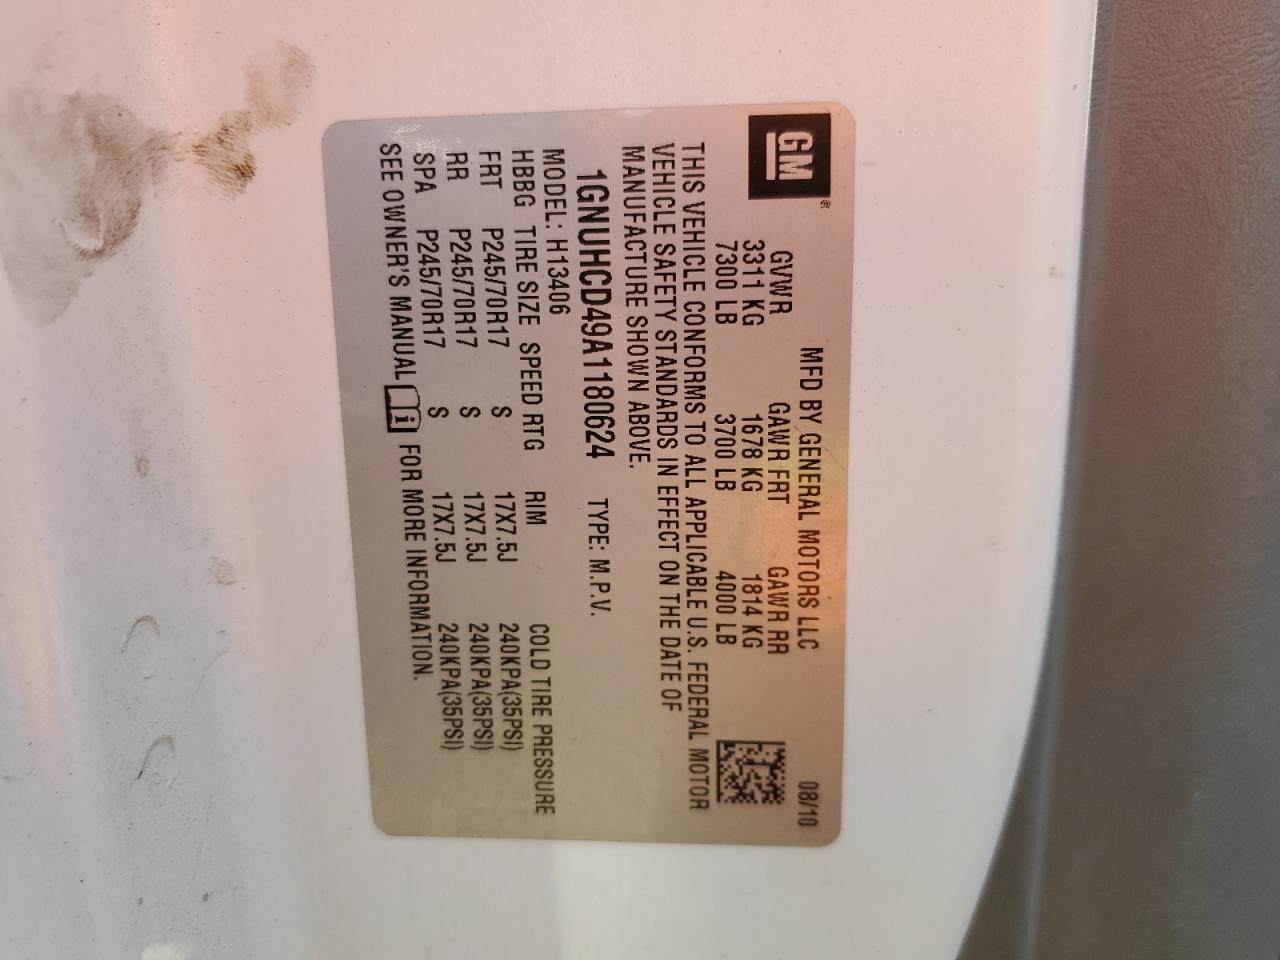 GM®
MFD BY GENERAL MOTORS LLC 08/10
GVWR GAWR FRT GAWR RR
3311 KG 1678 KG 1814 KG
7300 LB 3700 LB 4000 LB
THIS VEHICLE CONFORMS TO ALL APPLICABLE U.S. FEDERAL MOTOR
VEHICLE SAFETY STANDARDS IN EFFECT ON THE DATE OF
MANUFACTURE SHOWN ABOVE.
1GNUHCD49A1180624 TYPE: M.P.V.
MODEL: H13406
HBBG TIRE SIZE SPEED RTG RIM COLD TIRE PRESSURE
FRT P245/70R17 S 17X7.5J 240KPA(35PSI)
RR P245/70R17 S 17X7.5J 240KPA(35PSI)
SPA P245/70R17 S 17X7.5J 240KPA(35PSI)
SEE OWNER'S MANUAL i FOR MORE INFORMATION.